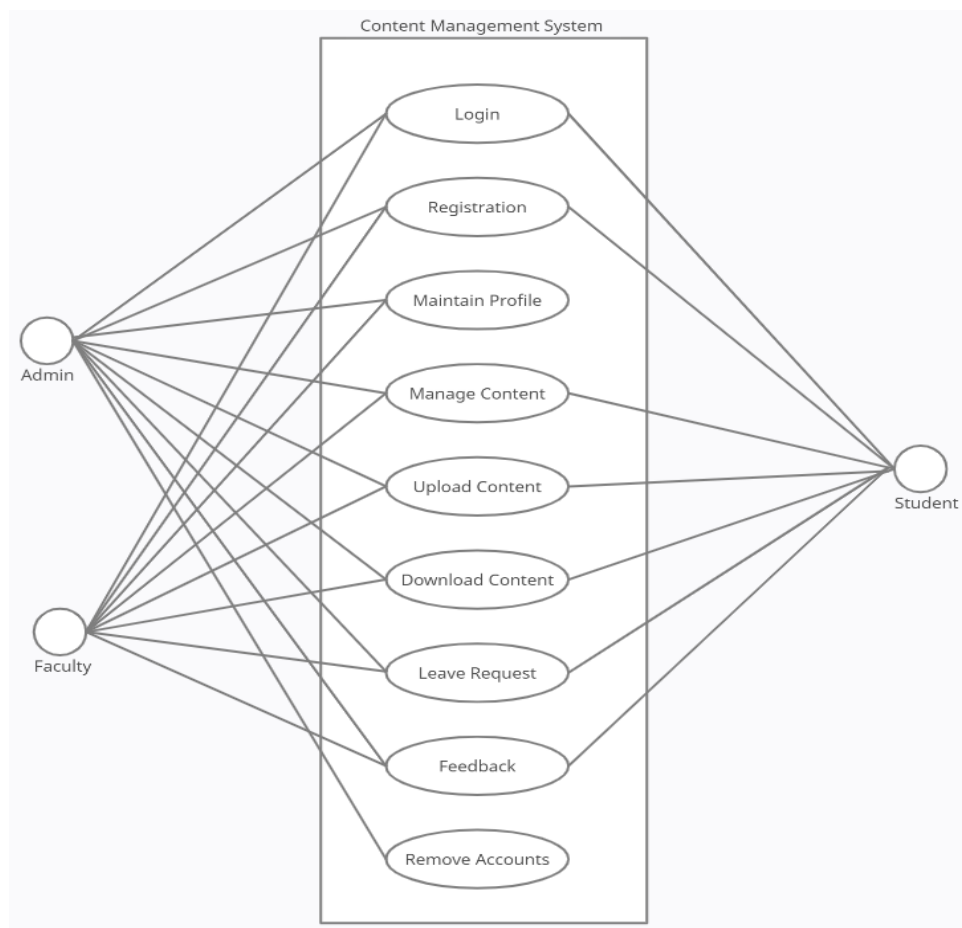 Content Management System
Login
Registration
Maintain Profile
Admin
Manage Content
Upload Content
Student
Download Content
Faculty
Leave Request
Feedback
Remove Accounts